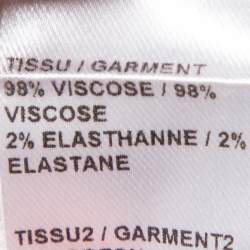 TISSU / GARMENT
98% VISCOSE / 98%
VISCOSE
2% ELASTHANNE / 2%
ELASTANE
TISSU2 / GARMENT2